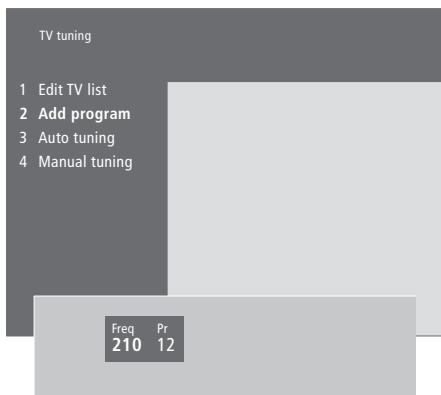 TV tuning
1 Edit TV list
2 Add program
3 Auto tuning
4 Manual tuning
Freq Pr
210 12